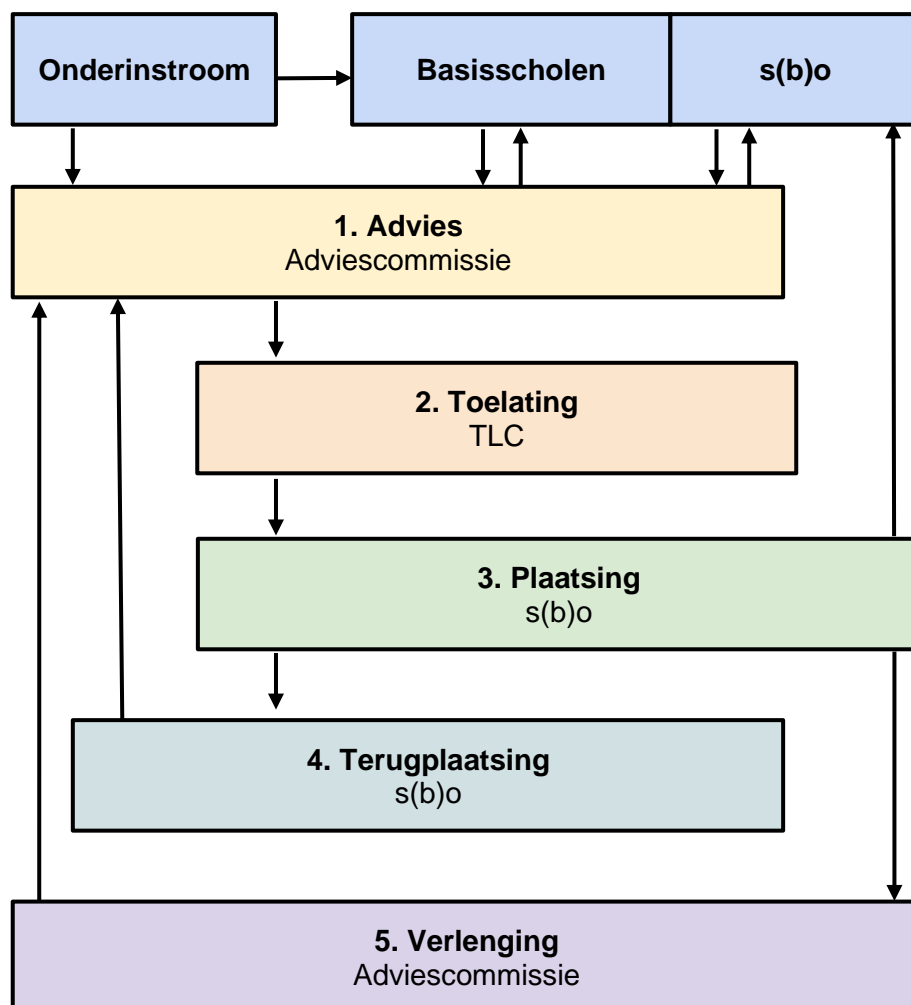 Onderinstroom
Basisscholen
s(b)o
1. Advies
Adviescommissie
2. Toelating
TLC
3. Plaatsing
s(b)o
4. Terugplaatsing
s(b)o
5. Verlenging
Adviescommissie